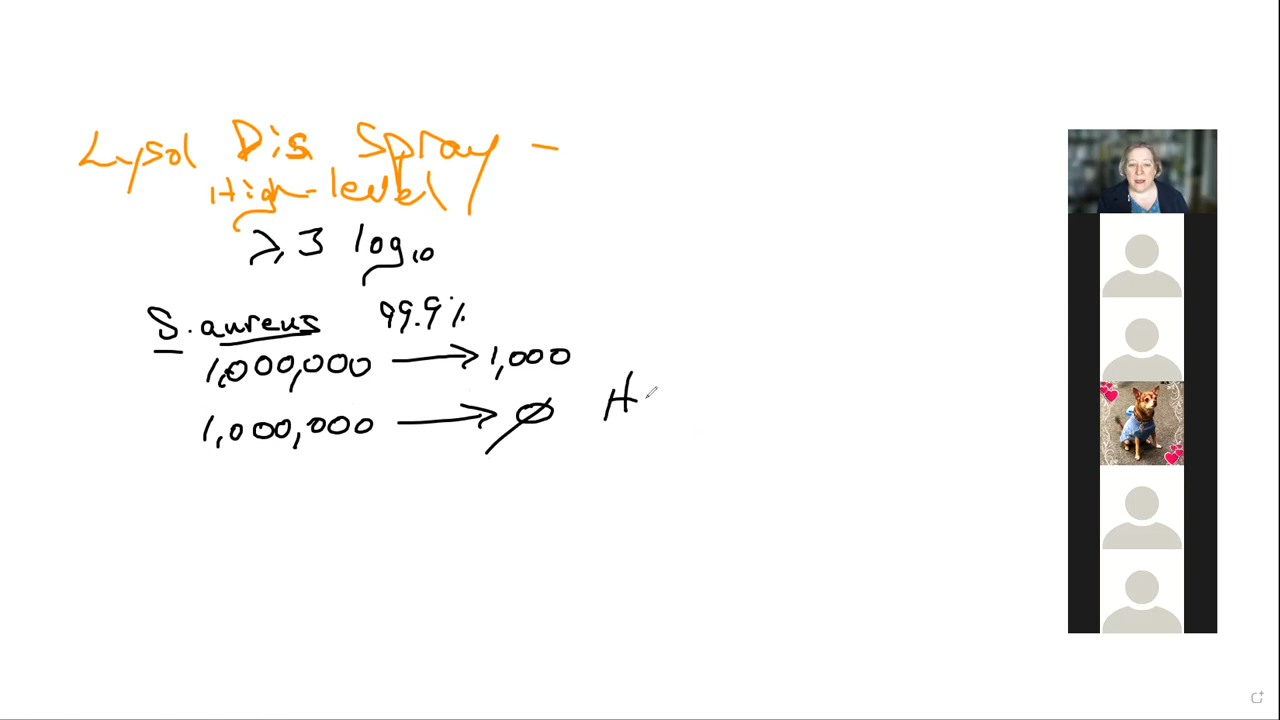 Lysol Dis Spray -
High-level
≥ 3 log₁₀
S. aureus 99.9%
1,000,000 → 1,000
1,000,000 → ∅ H